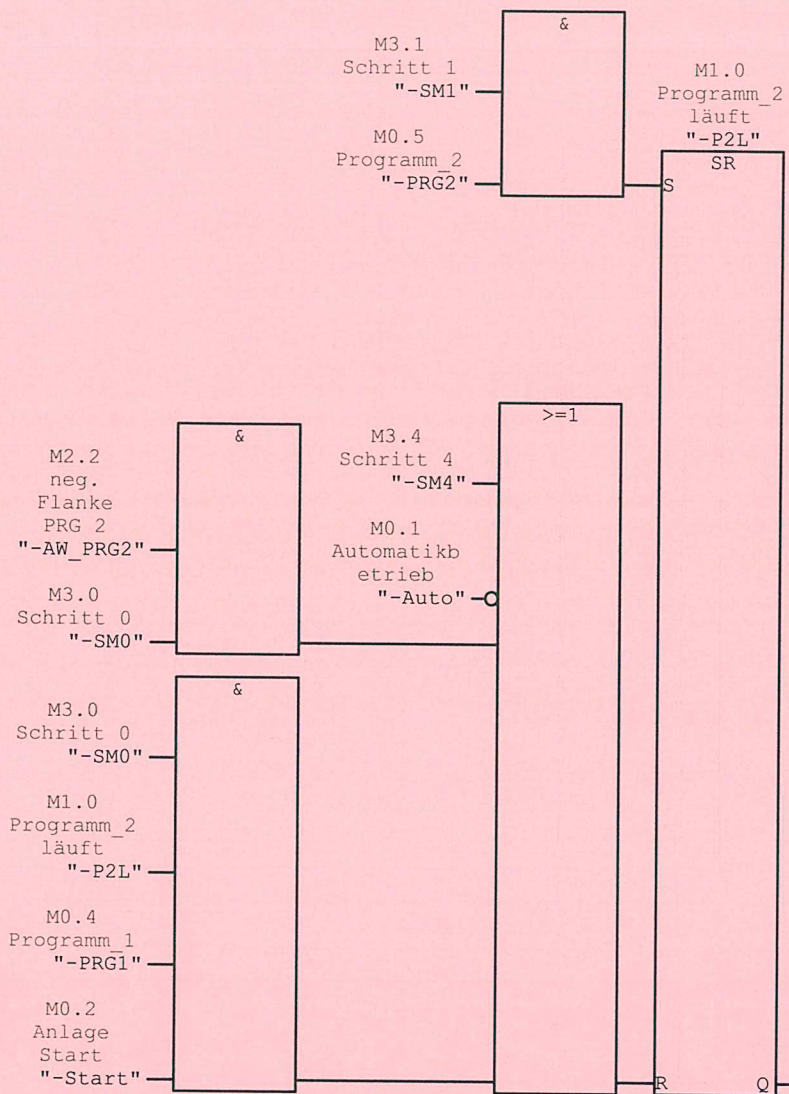 &
M3.1
Schritt 1
"-SM1"
M0.5
Programm_2
"-PRG2"
M1.0
Programm_2
läuft
"-P2L"
SR
S
&
M2.2
neg.
Flanke
PRG 2
"-AW_PRG2"
M3.0
Schritt 0
"-SM0"
>=1
M3.4
Schritt 4
"-SM4"
M0.1
Automatikb
etrieb
"-Auto"
&
M3.0
Schritt 0
"-SM0"
M1.0
Programm_2
läuft
"-P2L"
M0.4
Programm_1
"-PRG1"
M0.2
Anlage
Start
"-Start"
R
Q